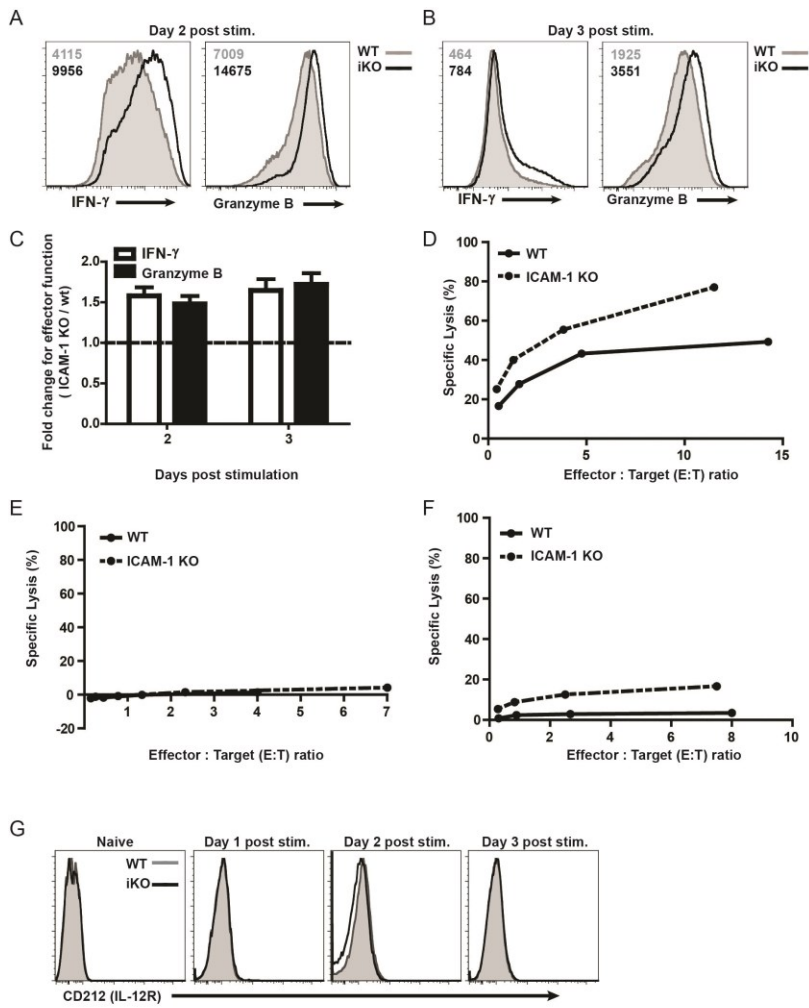 A
Day 2 post stim.
4115
9956
IFN-γ
7009
14675
Granzyme B
WT
iKO
B
Day 3 post stim.
464
784
IFN-γ
1925
3551
Granzyme B
WT
iKO
C
IFN-γ
Granzyme B
Fold change for effector function
( ICAM-1 KO / wt)
2.0
1.5
1.0
0.5
0.0
2
3
Days post stimulation
D
WT
ICAM-1 KO
Specific Lysis (%)
100
80
60
40
20
0
0
5
10
15
Effector : Target (E:T) ratio
E
WT
ICAM-1 KO
Specific Lysis (%)
100
80
60
40
20
0
-20
1
2
3
4
5
6
7
Effector : Target (E:T) ratio
F
WT
ICAM-1 KO
Specific Lysis (%)
100
80
60
40
20
0
0
2
4
6
8
10
Effector : Target (E:T) ratio
G
Naive
WT
iKO
Day 1 post stim.
Day 2 post stim.
Day 3 post stim.
CD212 (IL-12R)